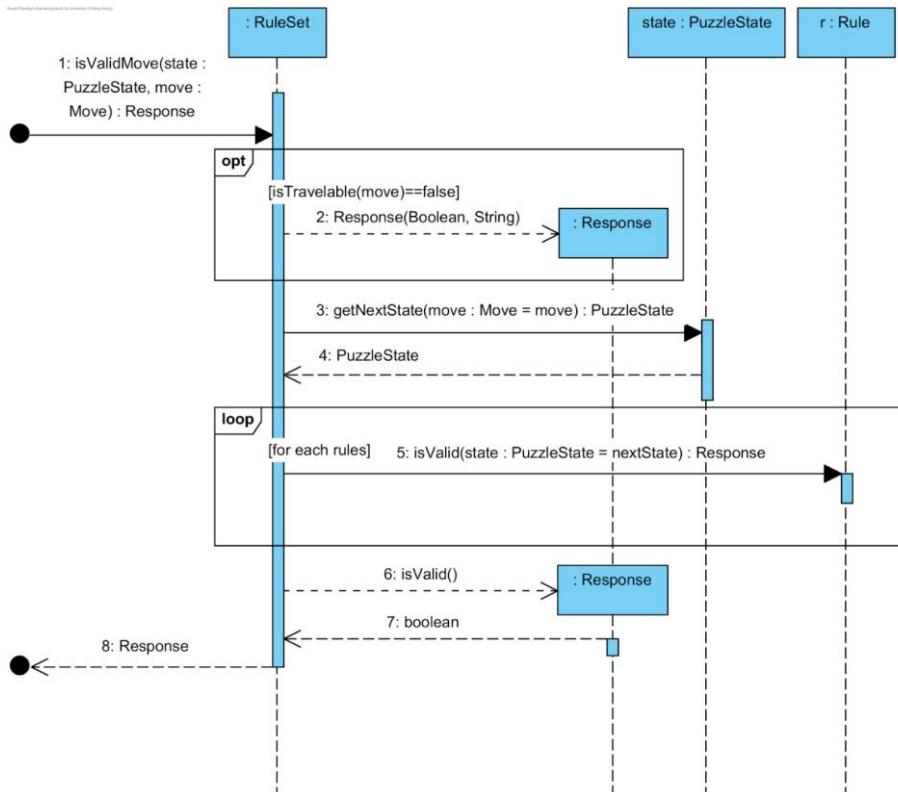 : RuleSet
state : PuzzleState
r : Rule
1: isValidMove(state :
PuzzleState, move :
Move) : Response
opt
[isTravelable(move)==false]
2: Response(Boolean, String)
: Response
3: getNextState(move : Move = move) : PuzzleState
4: PuzzleState
loop
[for each rules]
5: isValid(state : PuzzleState = nextState) : Response
6: isValid()
: Response
7: boolean
8: Response